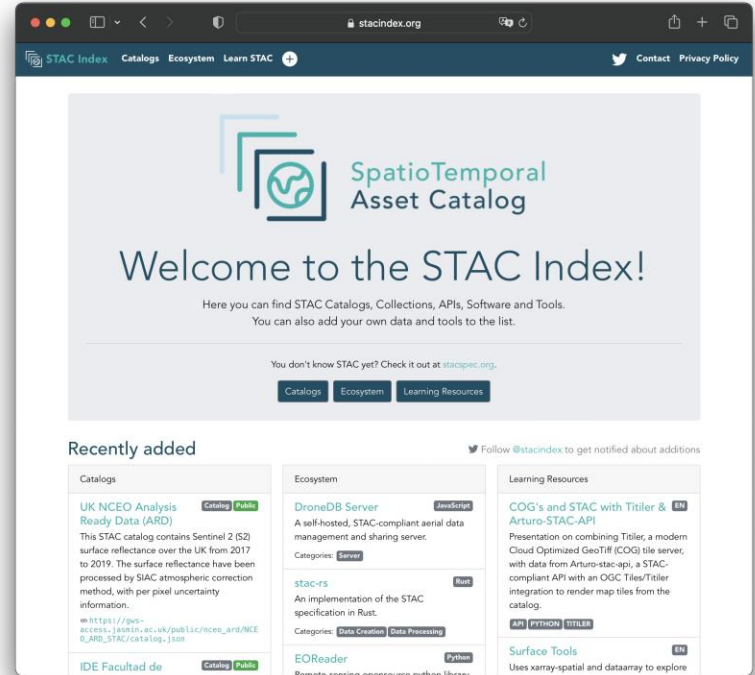 stacindex.org
STAC Index Catalogs Ecosystem Learn STAC
Contact Privacy Policy
SpatioTemporal
Asset Catalog
Welcome to the STAC Index!
Here you can find STAC Catalogs, Collections, APIs, Software and Tools.
You can also add your own data and tools to the list.
You don't know STAC yet? Check it out at stacspec.org.
Catalogs Ecosystem Learning Resources
Recently added
Follow @stacindex to get notified about additions
Catalogs
UK NCEO Analysis Catalog Public
Ready Data (ARD)
This STAC catalog contains Sentinel 2 (S2)
surface reflectance over the UK from 2017
to 2019. The surface reflectance have been
processed by SIAC atmospheric correction
method, with per pixel uncertainty
information.
https://gws-
access.jasmin.ac.uk/public/nceo_ard/NCE
O_ARD_STAC/catalog.json
IDE Facultad de Catalog Public
Ecosystem
DroneDB Server JavaScript
A self-hosted, STAC-compliant aerial data
management and sharing server.
Categories: Server
stac-rs Rust
An implementation of the STAC
specification in Rust.
Categories: Data Creation Data Processing
EOReader Python
Remote-sensing opensource python library
Learning Resources
COG's and STAC with Titiler & EN
Arturo-STAC-API
Presentation on combining Titiler, a modern
Cloud Optimized GeoTiff (COG) tile server,
with data from Arturo-stac-api, a STAC-
compliant API with an OGC Tiles/Titiler
integration to render map tiles from the
catalog.
API PYTHON TITILER
Surface Tools EN
Uses xarray-spatial and dataarray to explore